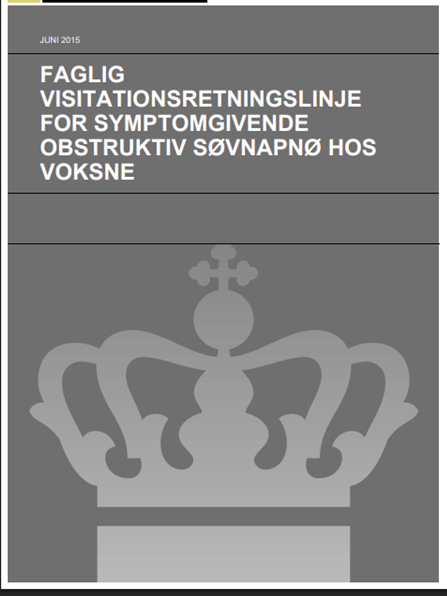 JUNI 2015
FAGLIG
VISITATIONSRETNINGSLINJE
FOR SYMPTOMGIVENDE
OBSTRUKTIV SØVNAPNØ HOS
VOKSNE